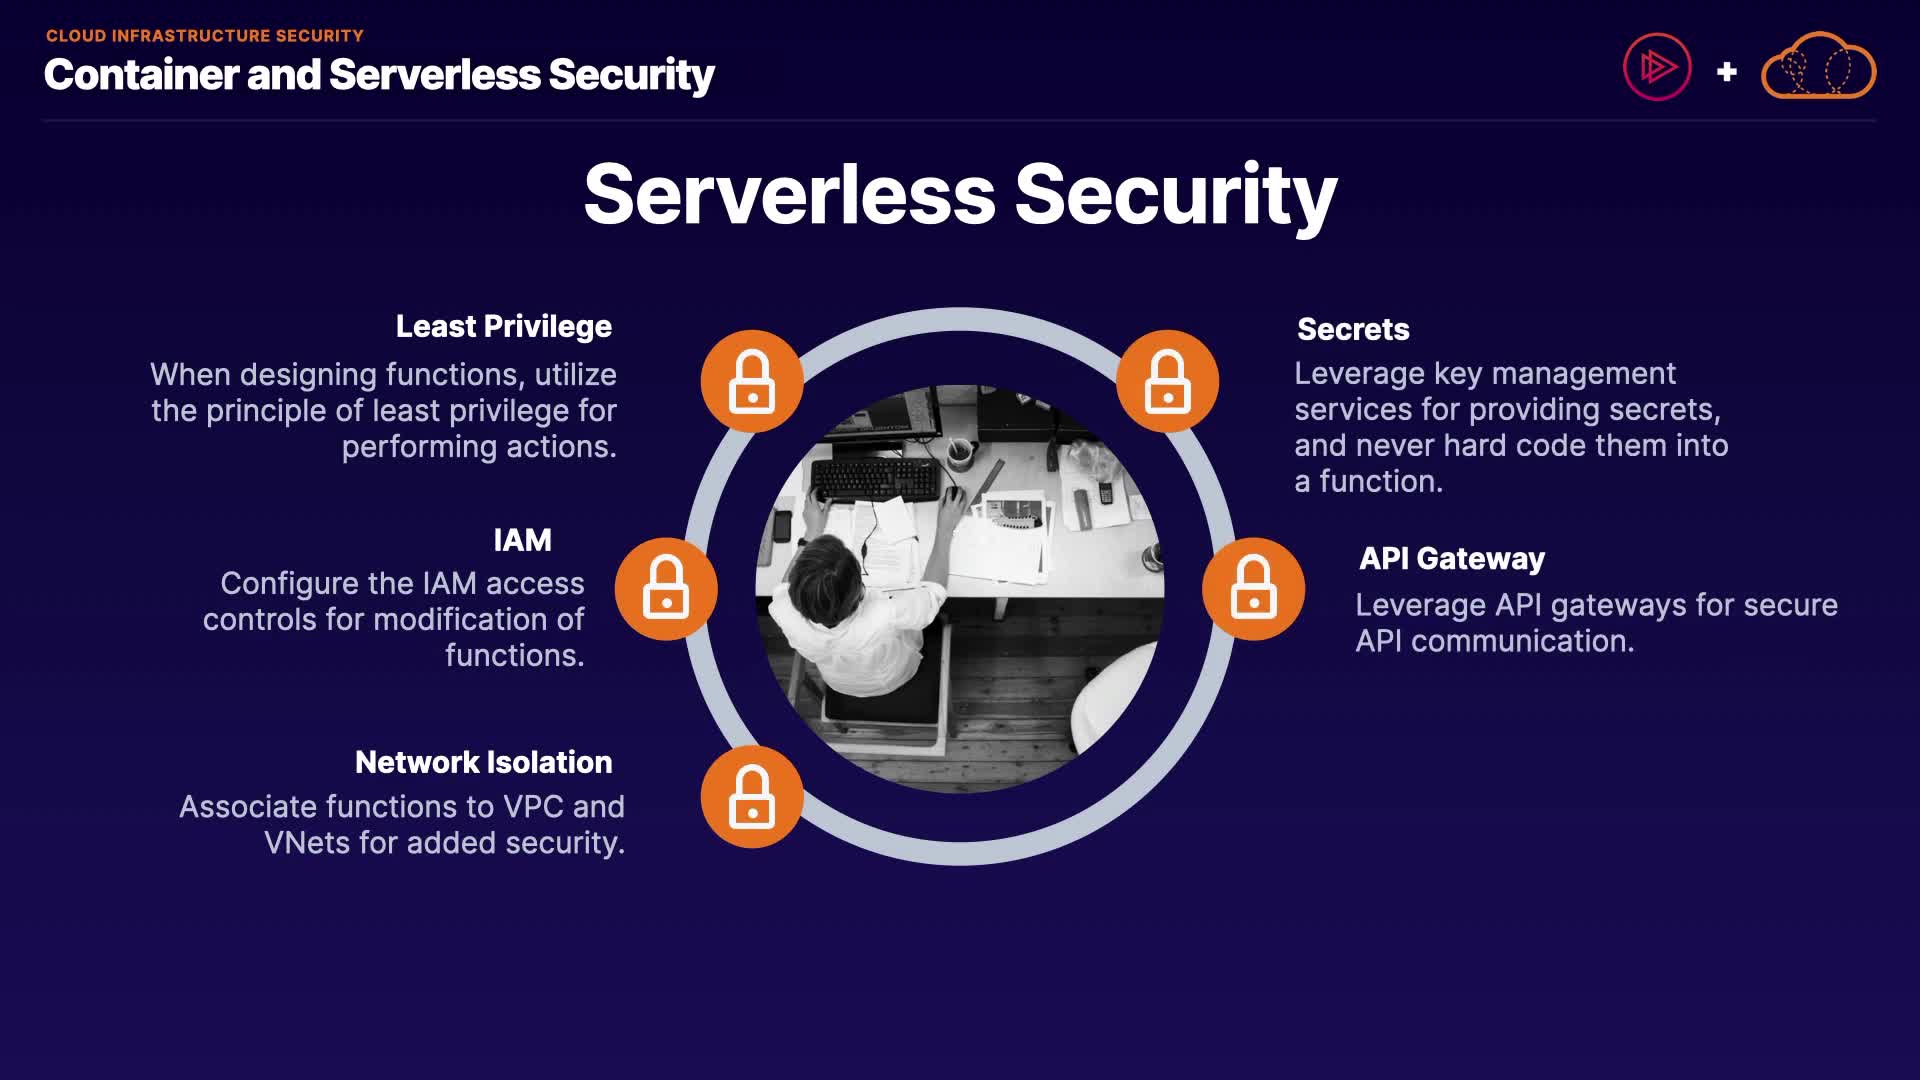 CLOUD INFRASTRUCTURE SECURITY
Container and Serverless Security
Serverless Security
Least Privilege
When designing functions, utilize
the principle of least privilege for
performing actions.
IAM
Configure the IAM access
controls for modification of
functions.
Network Isolation
Associate functions to VPC and
VNets for added security.
Secrets
Leverage key management
services for providing secrets,
and never hard code them into
a function.
API Gateway
Leverage API gateways for secure
API communication.